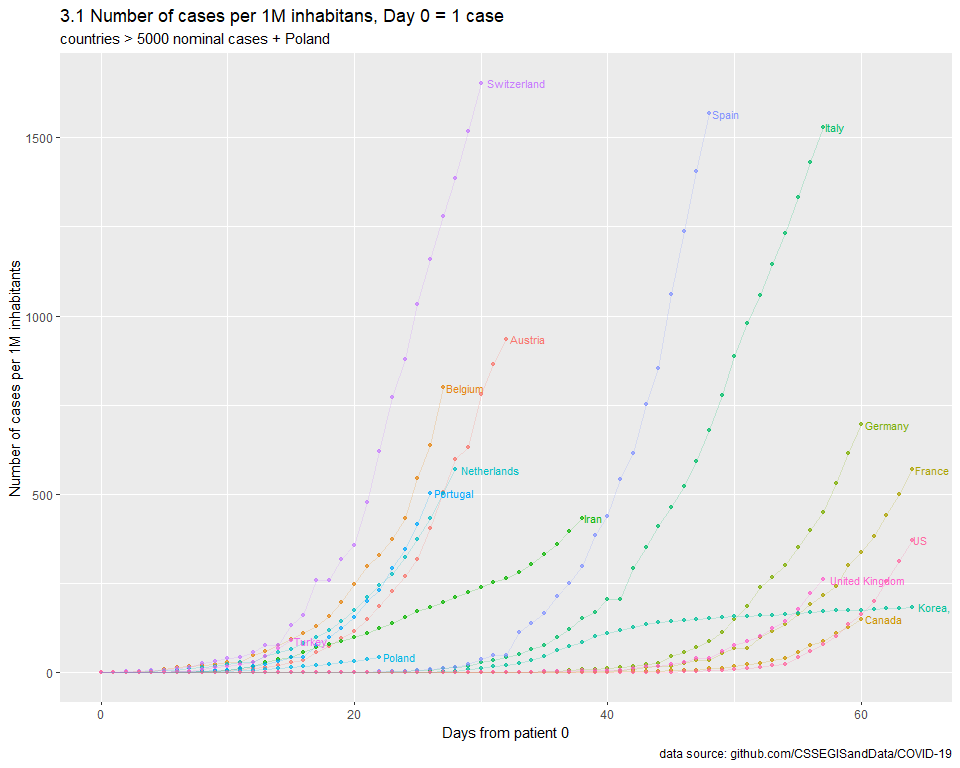 3.1 Number of cases per 1M inhabitans, Day 0 = 1 case
countries > 5000 nominal cases + Poland
Number of cases per 1M inhabitants
1500
1000
500
0
Switzerland
Spain
Italy
Austria
Belgium
Germany
Netherlands
France
Portugal
Iran
US
United Kingdom
Korea,
Canada
Turkey
Poland
0 20 40 60
Days from patient 0
data source: github.com/CSSEGISandData/COVID-19